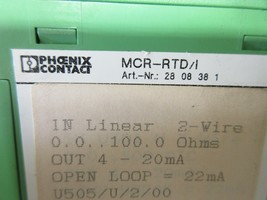 PHŒNIX
CONTACT
MCR-RTD/I
Art.-Nr.: 28 08 38 1
IN Linear 2-Wire
0.0..100.0 Ohms
OUT 4 - 20mA
OPEN LOOP = 22mA
U505/U/2/00